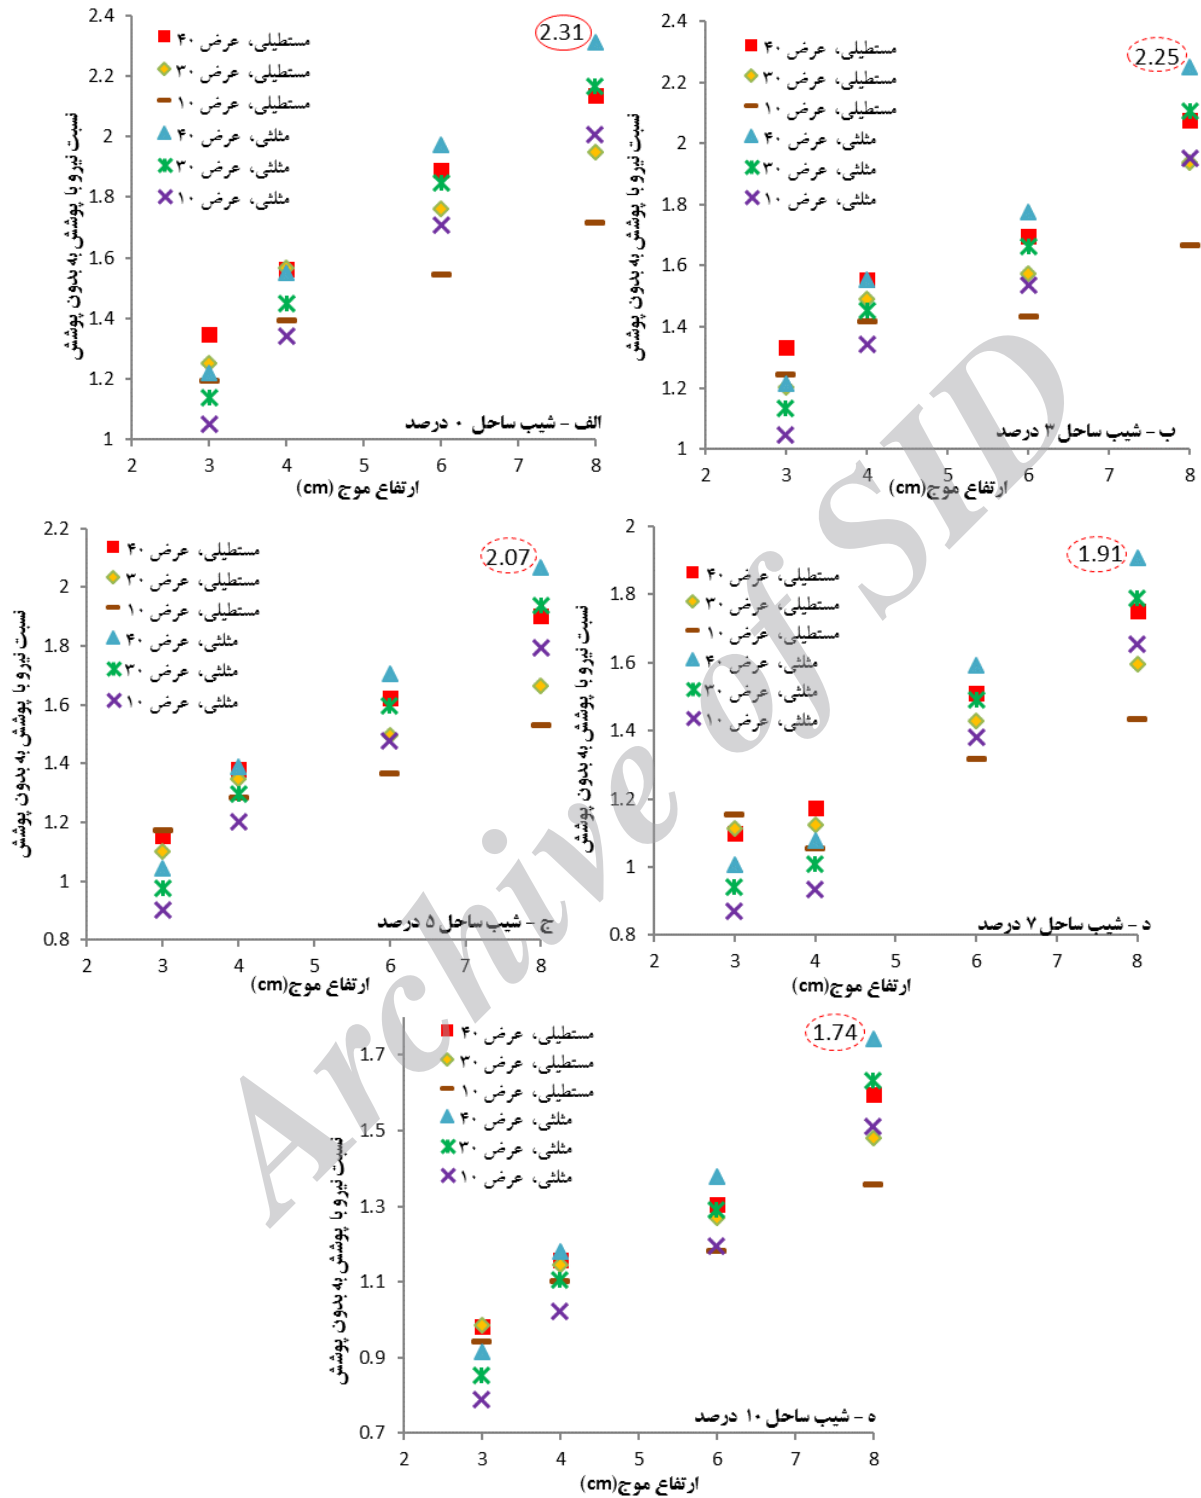 نسبت نیرو با پوشش به بدون پوشش
2.4
2.2
2
1.8
1.6
1.4
1.2
1
مستطیلی، عرض ۴۰
مستطیلی، عرض ۳۰
مستطیلی، عرض ۱۰
مثلثی، عرض ۴۰
مثلثی، عرض ۳۰
مثلثی، عرض ۱۰
2.31
الف - شیب ساحل ۰ درصد
2 3 4 5 6 7 8
ارتفاع موج (cm)
نسبت نیرو با پوشش به بدون پوشش
2.4
2.2
2
1.8
1.6
1.4
1.2
1
مستطیلی، عرض ۴۰
مستطیلی، عرض ۳۰
مستطیلی، عرض ۱۰
مثلثی، عرض ۴۰
مثلثی، عرض ۳۰
مثلثی، عرض ۱۰
2.25
ب - شیب ساحل ۳ درصد
2 3 4 5 6 7 8
ارتفاع موج (cm)
نسبت نیرو با پوشش به بدون پوشش
2.2
2
1.8
1.6
1.4
1.2
1
0.8
مستطیلی، عرض ۴۰
مستطیلی، عرض ۳۰
مستطیلی، عرض ۱۰
مثلثی، عرض ۴۰
مثلثی، عرض ۳۰
مثلثی، عرض ۱۰
2.07
ج - شیب ساحل ۵ درصد
2 3 4 5 6 7 8
ارتفاع موج(cm)
نسبت نیرو با پوشش به بدون پوشش
2
1.8
1.6
1.4
1.2
1
0.8
مستطیلی، عرض ۴۰
مستطیلی، عرض ۳۰
مستطیلی، عرض ۱۰
مثلثی، عرض ۴۰
مثلثی، عرض ۳۰
مثلثی، عرض ۱۰
1.91
د - شیب ساحل ۷ درصد
2 3 4 5 6 7 8
ارتفاع موج(cm)
نسبت نیرو با پوشش به بدون پوشش
1.7
1.5
1.3
1.1
0.9
0.7
مستطیلی، عرض ۴۰
مستطیلی، عرض ۳۰
مستطیلی، عرض ۱۰
مثلثی، عرض ۴۰
مثلثی، عرض ۳۰
مثلثی، عرض ۱۰
1.74
ه - شیب ساحل ۱۰ درصد
2 3 4 5 6 7 8
ارتفاع موج(cm)
Archive of SID